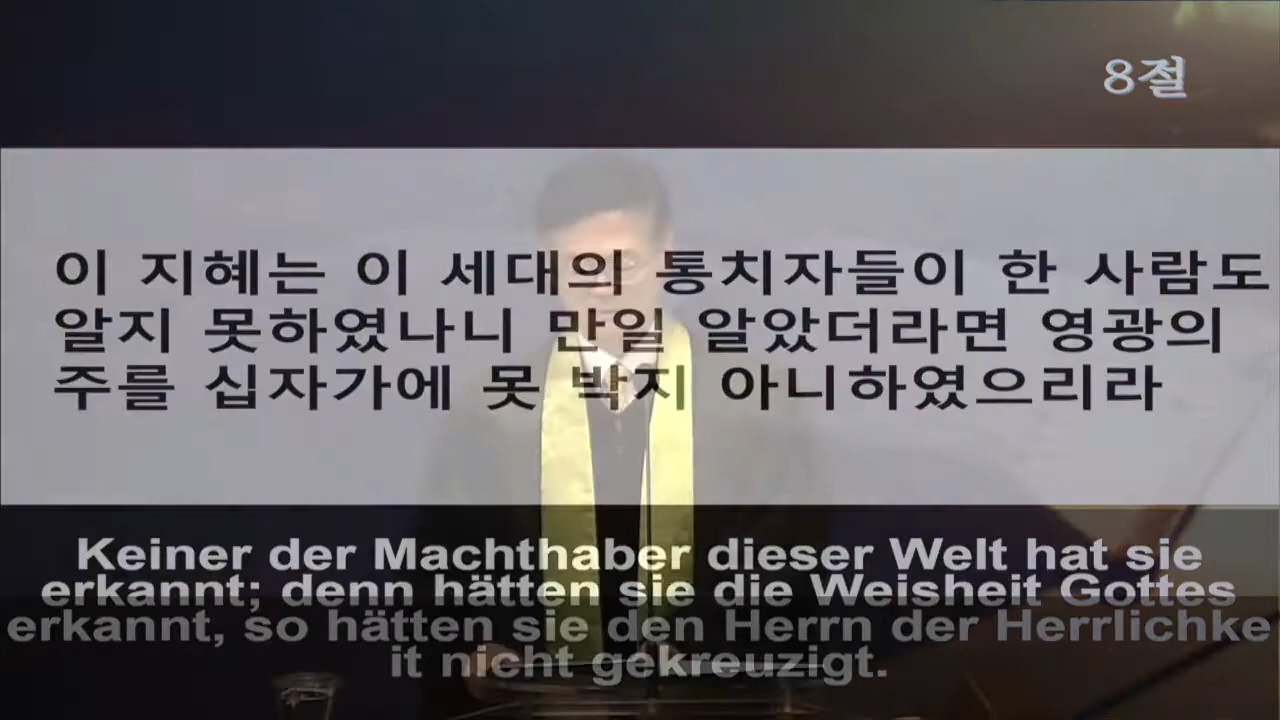 8절
이 지혜는 이 세대의 통치자들이 한 사람도
알지 못하였나니 만일 알았더라면 영광의
주를 십자가에 못 박지 아니하였으리라
Keiner der Machthaber dieser Welt hat sie
erkannt; denn hätten sie die Weisheit Gottes
erkannt, so hätten sie den Herrn der Herrlichke
it nicht gekreuzigt.